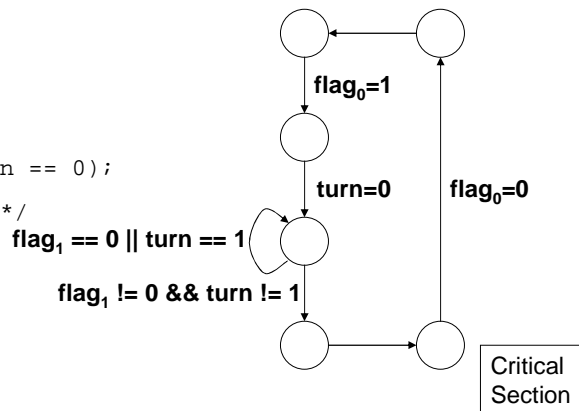 flag₀=1
n == 0);
turn=0
flag₀=0
*/
flag₁ == 0 || turn == 1
flag₁ != 0 && turn != 1
Critical
Section